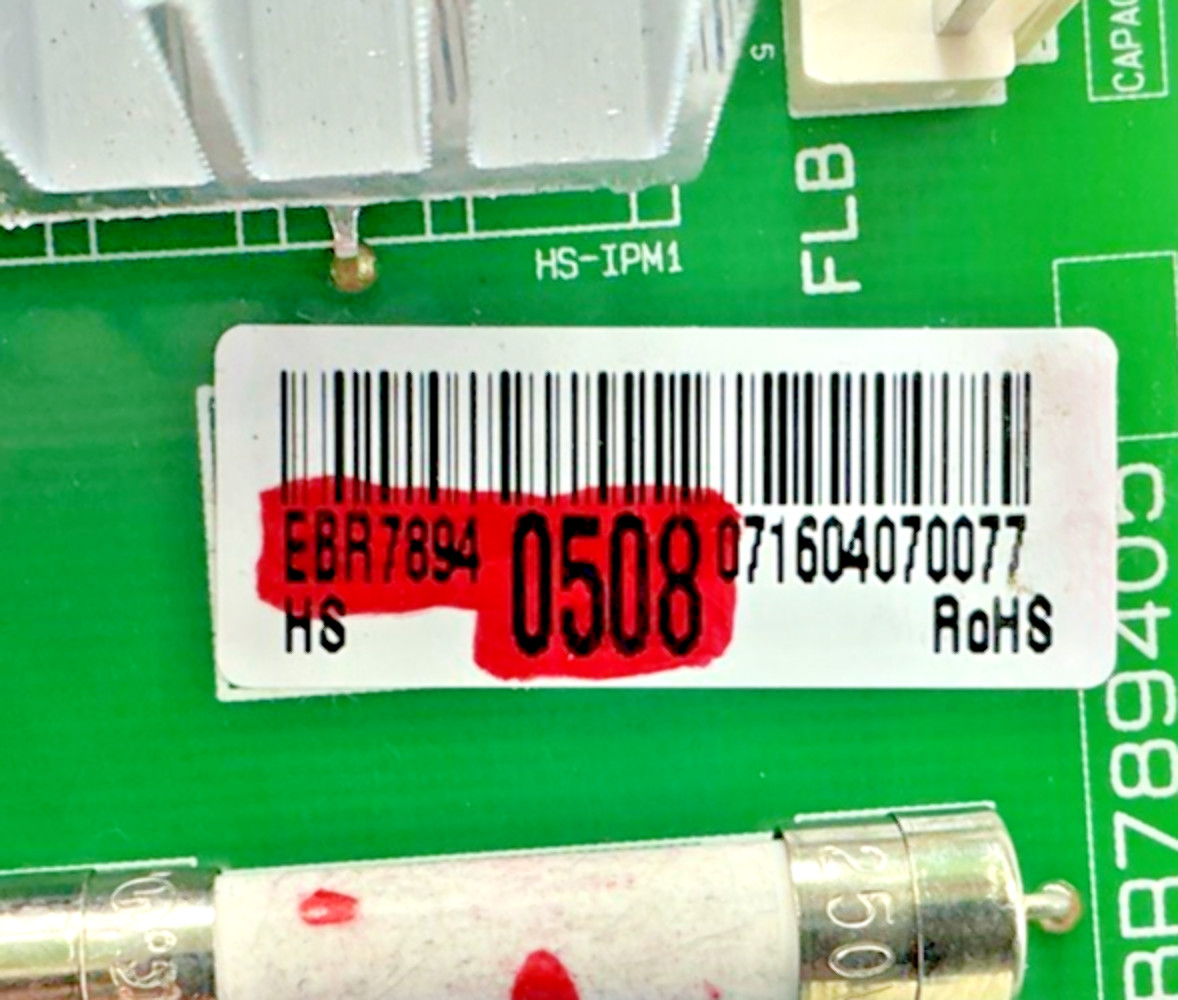 CAPAC
5
FLB
HS-IPM1
EBR7894 0508 071604070077
HS RoHS
BR789405
250